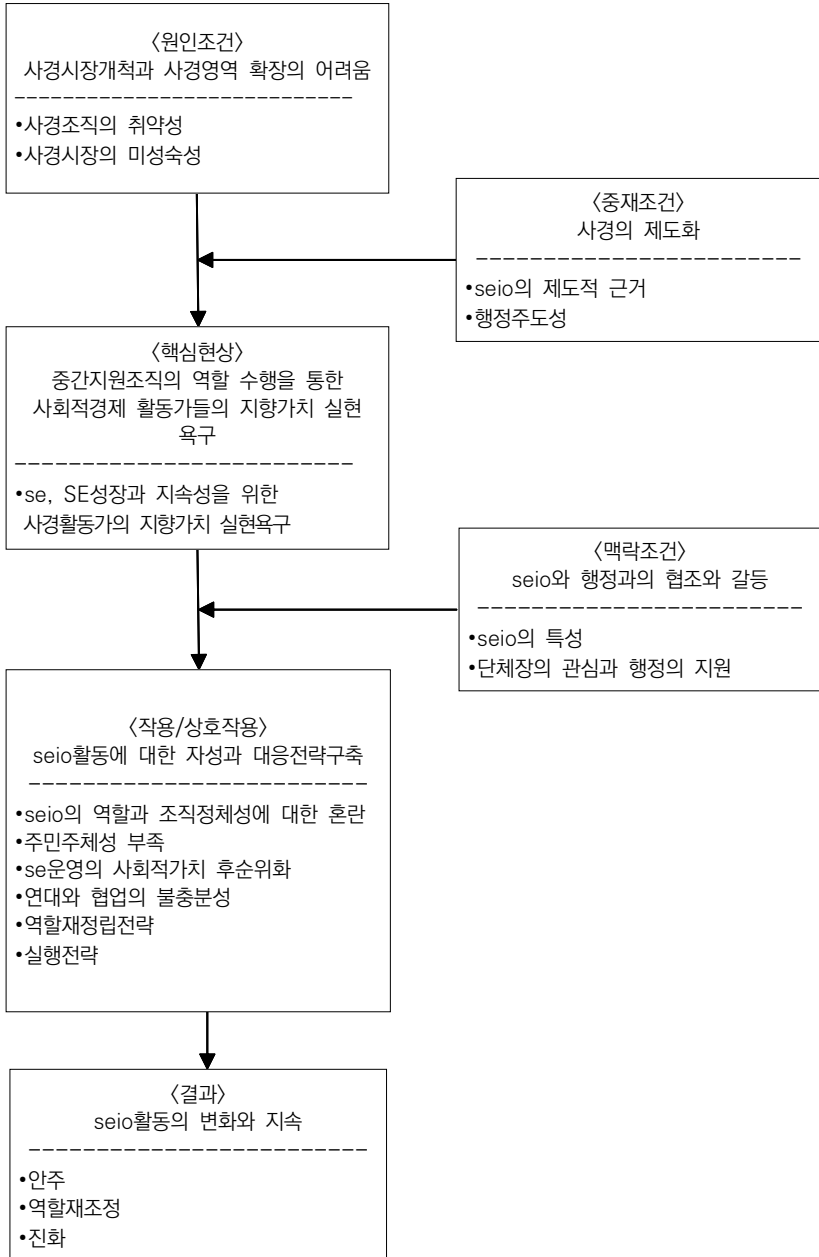 〈원인조건〉
사경시장개척과 사경영역 확장의 어려움
•사경조직의 취약성
•사경시장의 미성숙성
〈중재조건〉
사경의 제도화
•seio의 제도적 근거
•행정주도성
〈핵심현상〉
중간지원조직의 역할 수행을 통한
사회적경제 활동가들의 지향가치 실현
욕구
•se, SE성장과 지속성을 위한
사경활동가의 지향가치 실현욕구
〈맥락조건〉
seio와 행정과의 협조와 갈등
•seio의 특성
•단체장의 관심과 행정의 지원
〈작용/상호작용〉
seio활동에 대한 자성과 대응전략구축
•seio의 역할과 조직정체성에 대한 혼란
•주민주체성 부족
•se운영의 사회적가치 후순위화
•연대와 협업의 불충분성
•역할재정립전략
•실행전략
〈결과〉
seio활동의 변화와 지속
•안주
•역할재조정
•진화